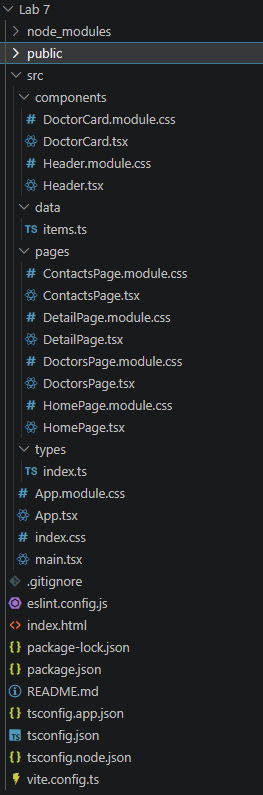 Lab 7
node_modules
public
src
components
# DoctorCard.module.css
DoctorCard.tsx
# Header.module.css
Header.tsx
data
TS items.ts
pages
# ContactsPage.module.css
ContactsPage.tsx
# DetailPage.module.css
DetailPage.tsx
# DoctorsPage.module.css
DoctorsPage.tsx
# HomePage.module.css
HomePage.tsx
types
TS index.ts
# App.module.css
App.tsx
# index.css
main.tsx
.gitignore
eslint.config.js
<> index.html
{} package-lock.json
{} package.json
README.md
{} tsconfig.app.json
TS tsconfig.json
{} tsconfig.node.json
vite.config.ts